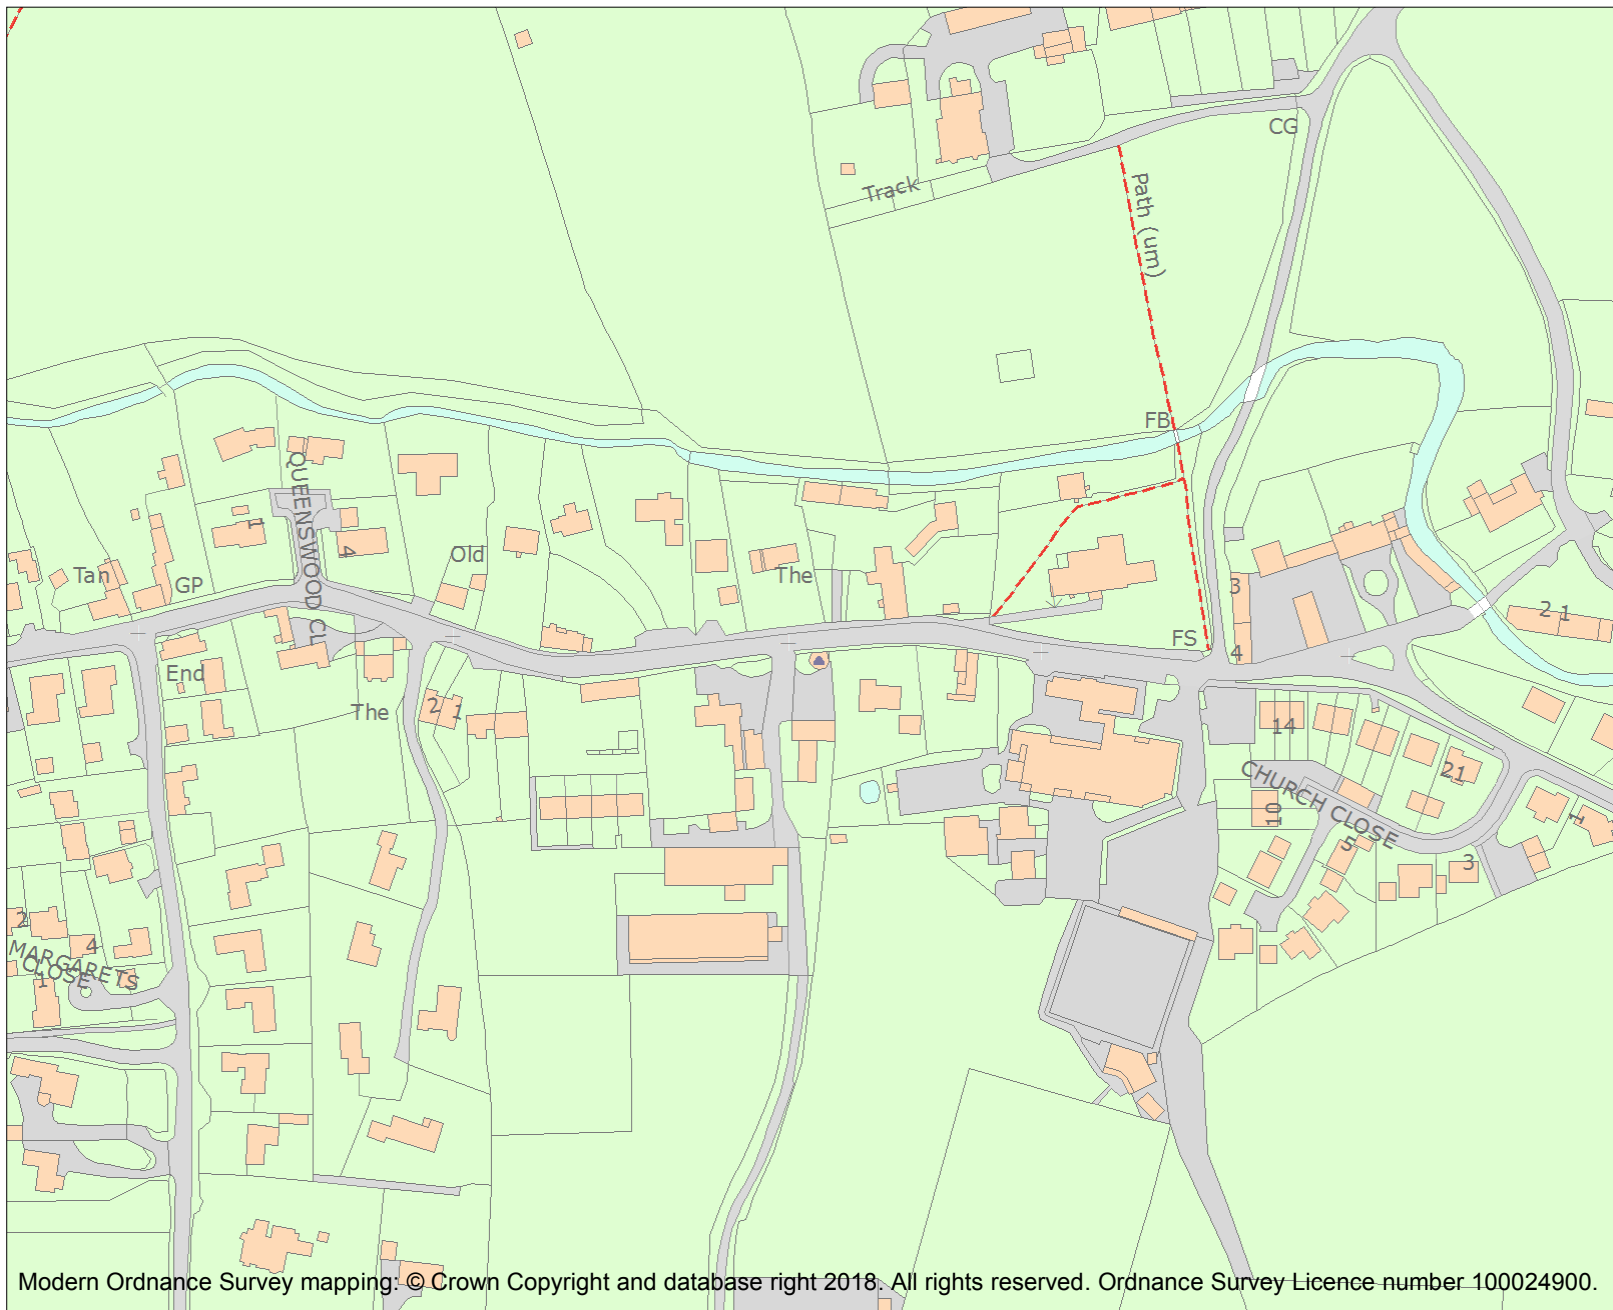 CG
Track
Path (um)
FB
QUEENSWOOD CL
1
4
Old
Tan
GP
The
3
2 1
FS
4
End
The
2 1
14
21
CHURCH CLOSE
10
1
5
3
2
4
MARGARETS
CLOSE
1
Modern Ordnance Survey mapping: © Crown Copyright and database right 2018. All rights reserved. Ordnance Survey Licence number 100024900.